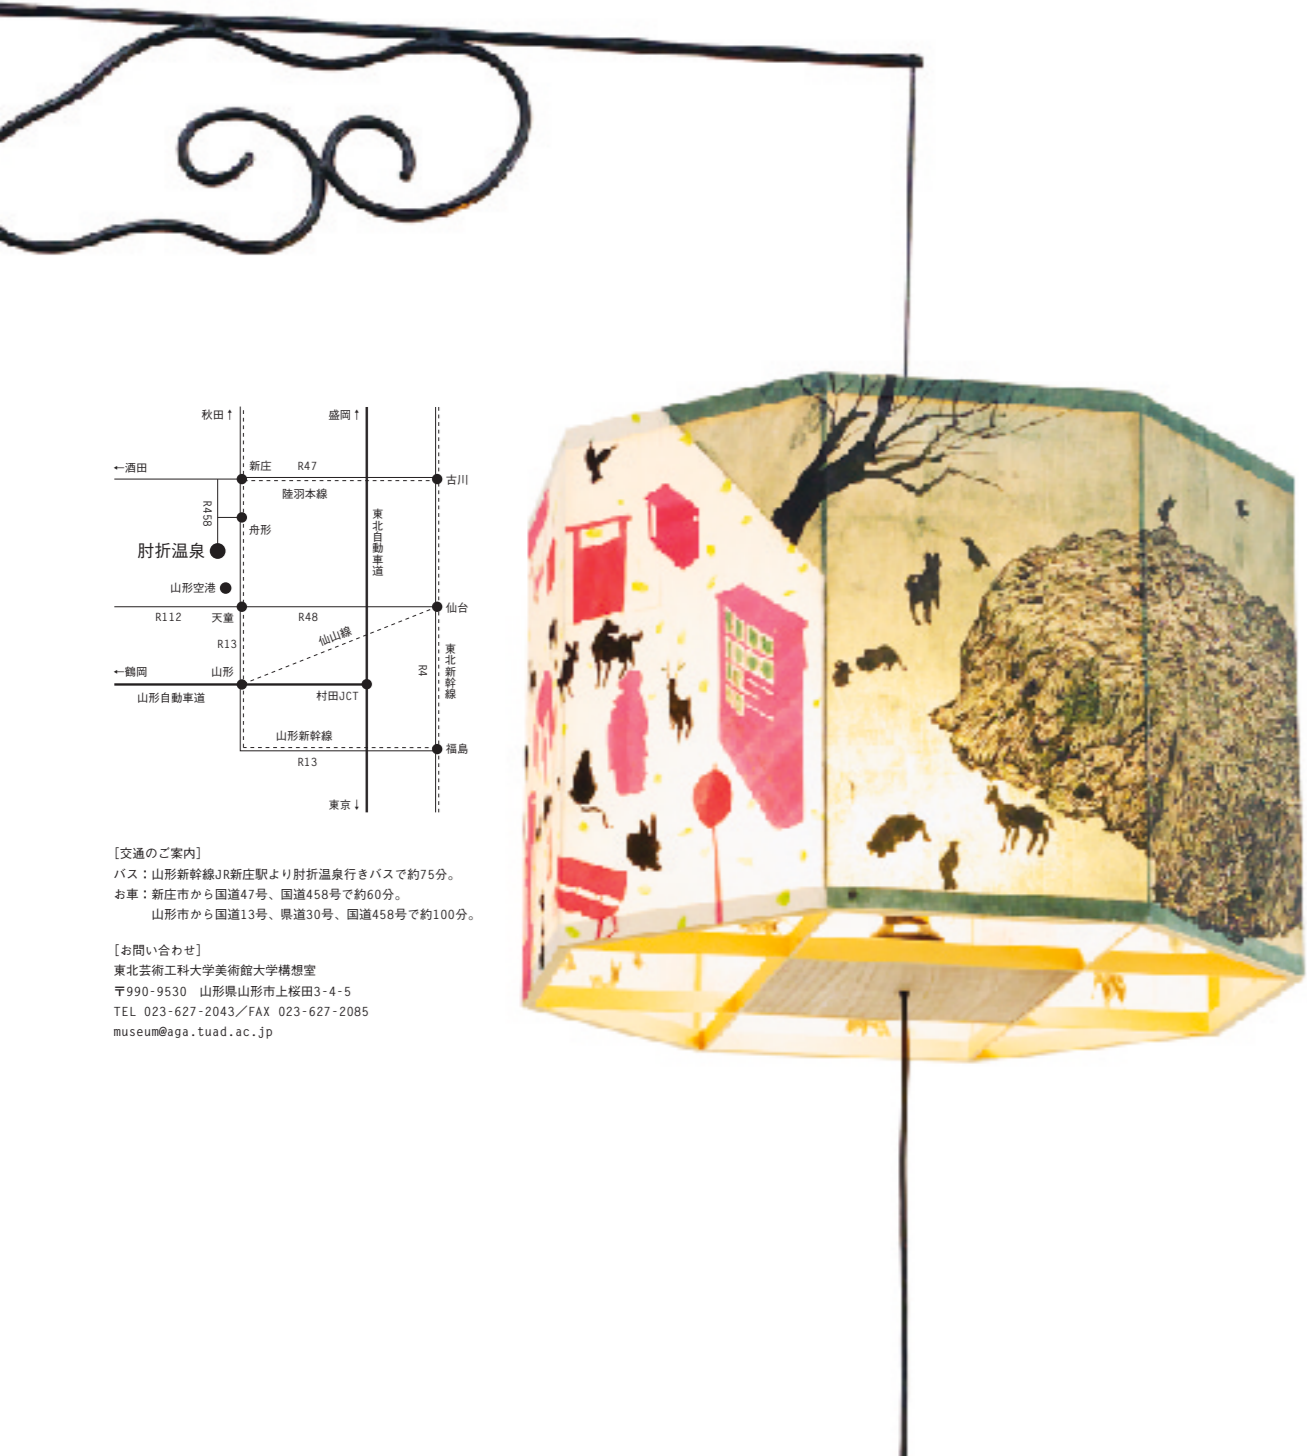 秋田↑
盛岡↑
←酒田
新庄
R47
古川
陸羽本線
R458
舟形
東北自動車道
肘折温泉
山形空港
R112
天童
R48
仙台
R13
仙山線
東北新幹線
R4
←鶴岡
山形
山形自動車道
村田JCT
山形新幹線
福島
R13
東京↓
[交通のご案内]
バス：山形新幹線JR新庄駅より肘折温泉行きバスで約75分。
お車：新庄市から国道47号、国道458号で約60分。
山形市から国道13号、県道30号、国道458号で約100分。
[お問い合わせ]
東北芸術工科大学美術館大学構想室
〒990-9530　山形県山形市上桜田3-4-5
TEL 023-627-2043／FAX 023-627-2085
museum@aga.tuad.ac.jp